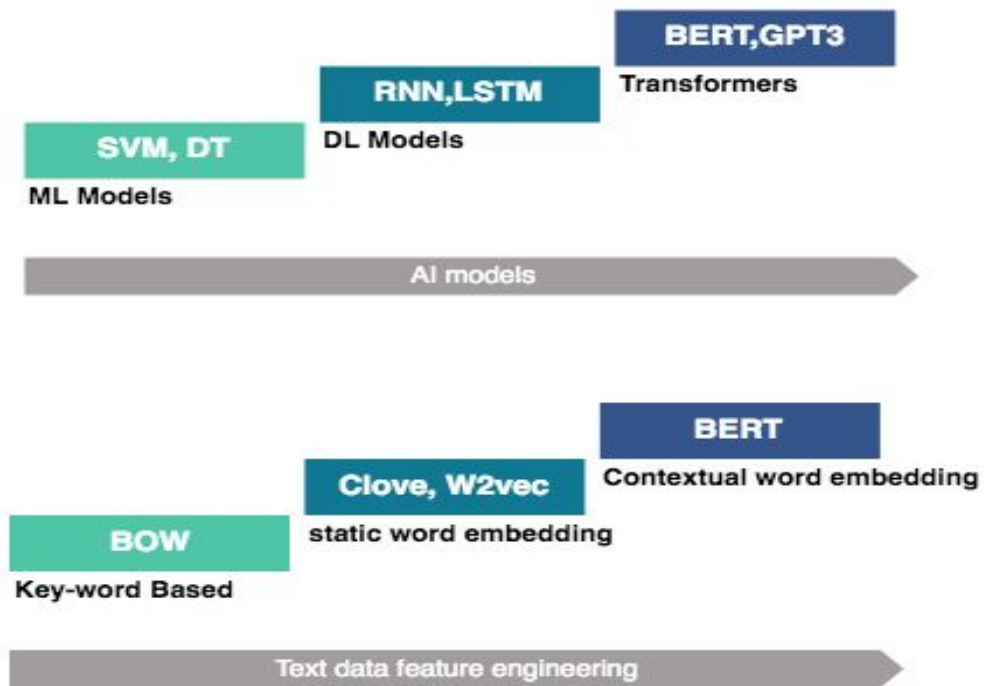 BERT,GPT3
Transformers
RNN,LSTM
DL Models
SVM, DT
ML Models
AI models
BERT
Contextual word embedding
Clove, W2vec
static word embedding
BOW
Key-word Based
Text data feature engineering